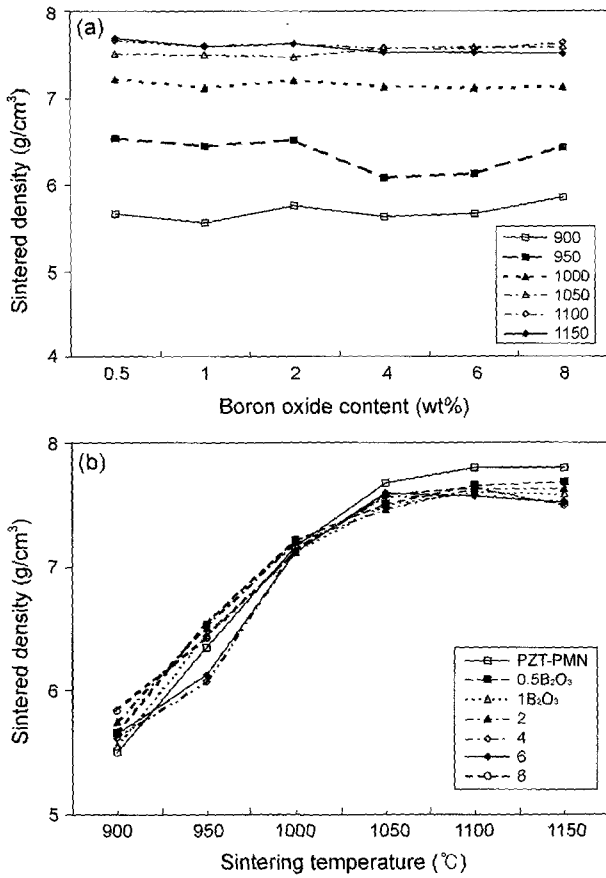 (a)
8
7
6
5
4
Sintered density (g/cm³)
900
950
1000
1050
1100
1150
0.5 1 2 4 6 8
Boron oxide content (wt%)
(b)
8
7
6
5
Sintered density (g/cm³)
PZT-PMN
0.5B₂O₃
1B₂O₃
2
4
6
8
900 950 1000 1050 1100 1150
Sintering temperature (℃)